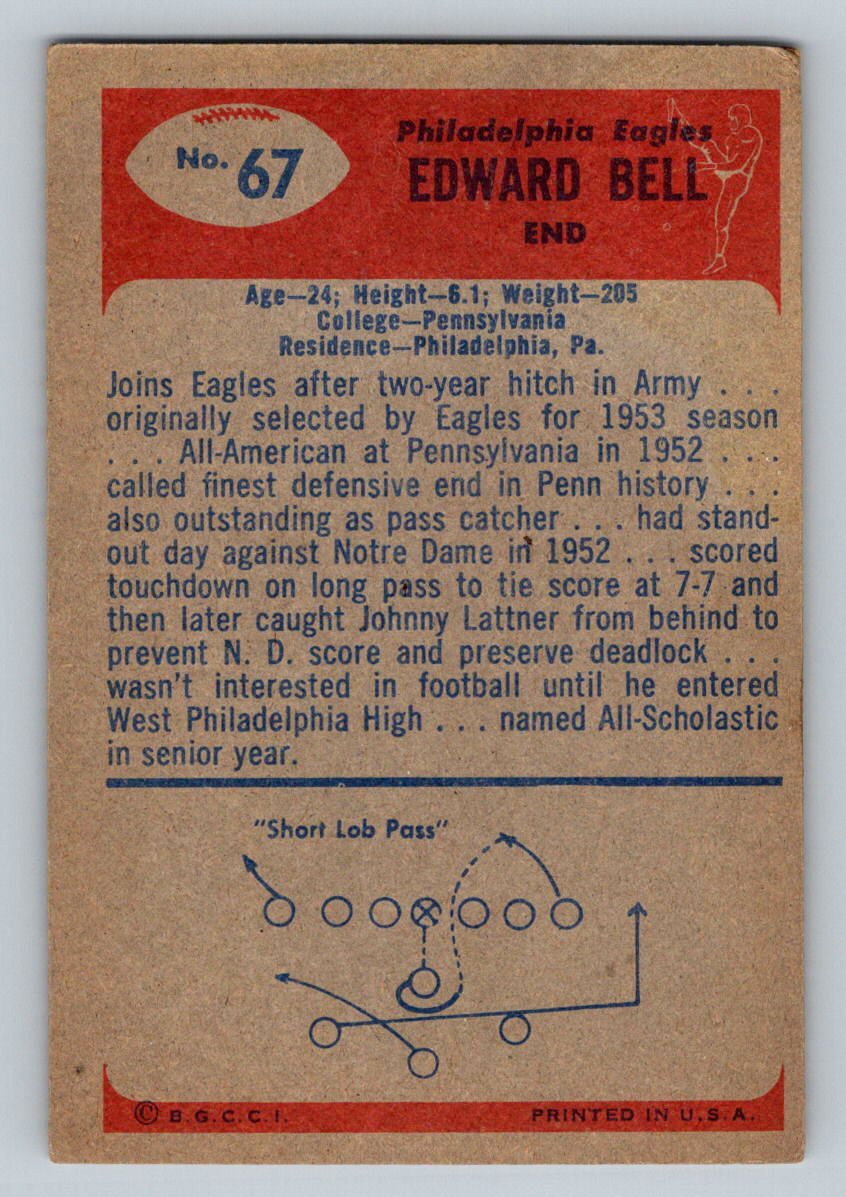 No. 67
Philadelphia Eagles
EDWARD BELL
END
Age—24; Height—6.1; Weight—205
College—Pennsylvania
Residence—Philadelphia, Pa.
Joins Eagles after two-year hitch in Army . . .
originally selected by Eagles for 1953 season
. . . All-American at Pennsylvania in 1952 . . .
called finest defensive end in Penn history . . .
also outstanding as pass catcher . . . had stand-
out day against Notre Dame in 1952 . . . scored
touchdown on long pass to tie score at 7-7 and
then later caught Johnny Lattner from behind to
prevent N. D. score and preserve deadlock . . .
wasn't interested in football until he entered
West Philadelphia High . . . named All-Scholastic
in senior year.
"Short Lob Pass"
© B.G.C.C.I.
PRINTED IN U.S.A.